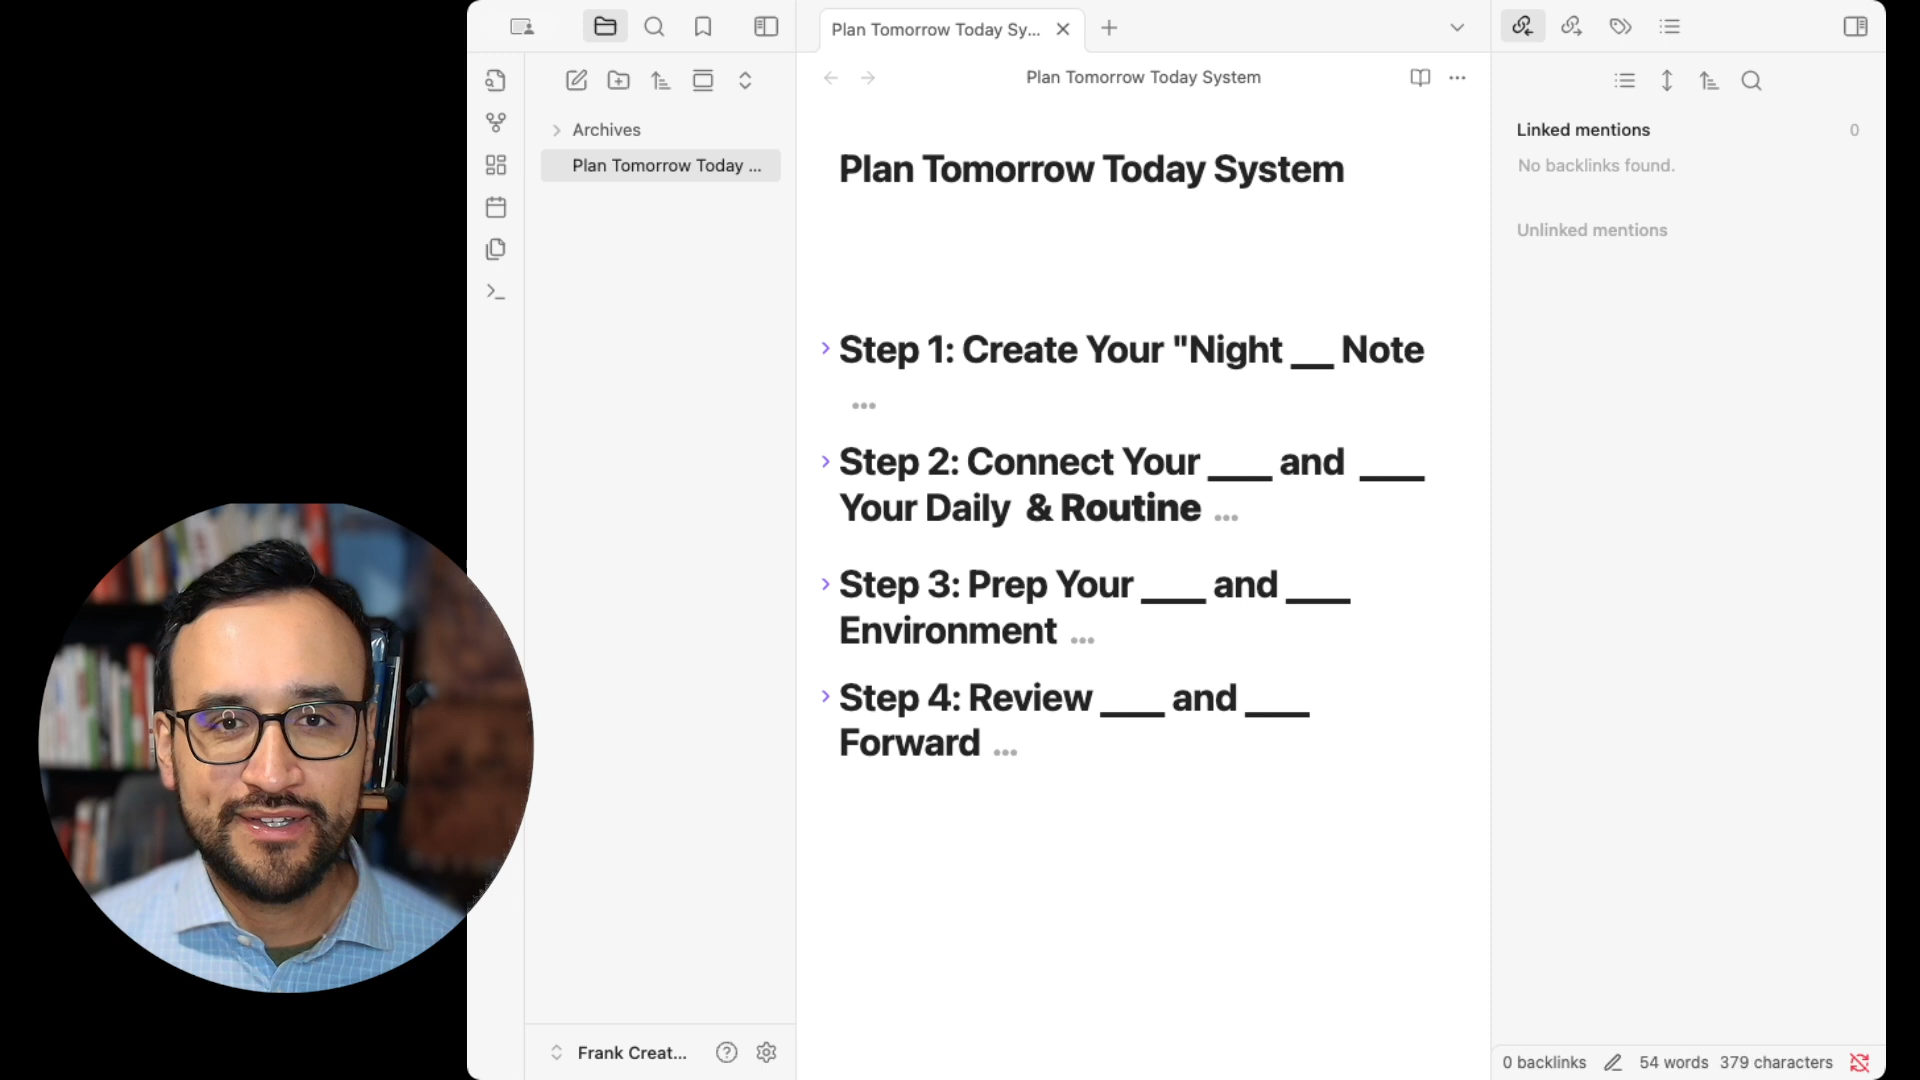 Plan Tomorrow Today Sy...
Plan Tomorrow Today System
Archives
Plan Tomorrow Today ...
Plan Tomorrow Today System
Step 1: Create Your "Night __ Note
...
Step 2: Connect Your ___ and ___
Your Daily & Routine ...
Step 3: Prep Your ___ and ___
Environment ...
Step 4: Review ___ and ___
Forward ...
Linked mentions 0
No backlinks found.
Unlinked mentions
Frank Creat...
0 backlinks 54 words 379 characters